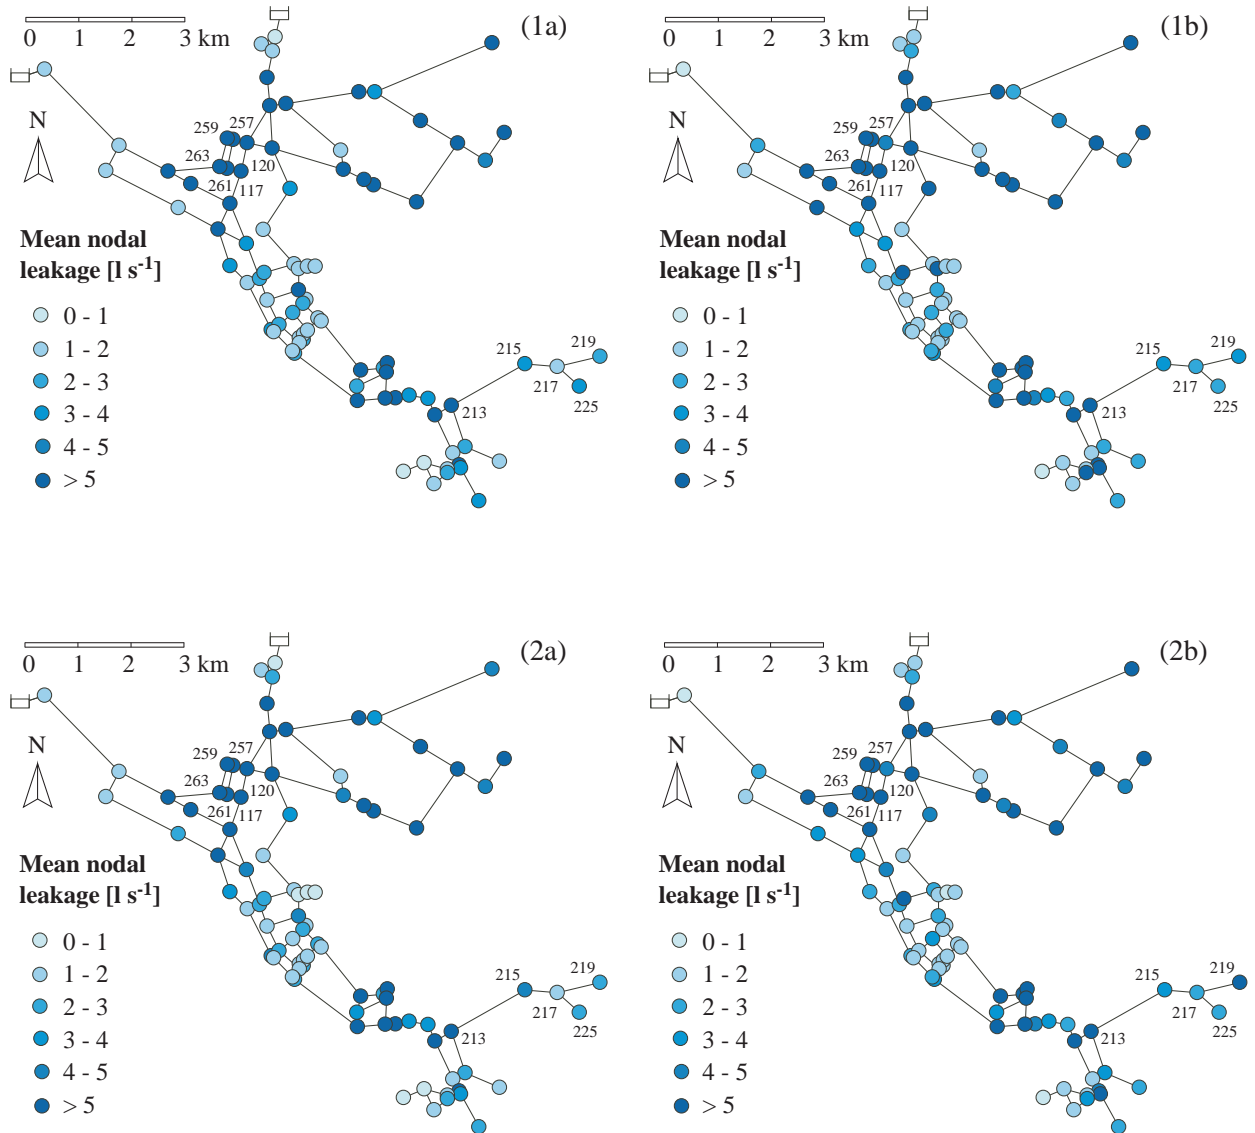 (1a)
0 1 2 3 km
N
259
257
263
120
261
117
Mean nodal
leakage [l s-1]
0 - 1
1 - 2
2 - 3
3 - 4
4 - 5
> 5
215
219
217
225
213
(1b)
0 1 2 3 km
N
259
257
263
120
261
117
Mean nodal
leakage [l s-1]
0 - 1
1 - 2
2 - 3
3 - 4
4 - 5
> 5
215
219
217
225
213
(2a)
0 1 2 3 km
N
259
257
263
120
261
117
Mean nodal
leakage [l s-1]
0 - 1
1 - 2
2 - 3
3 - 4
4 - 5
> 5
215
219
217
225
213
(2b)
0 1 2 3 km
N
259
257
263
120
261
117
Mean nodal
leakage [l s-1]
0 - 1
1 - 2
2 - 3
3 - 4
4 - 5
> 5
215
219
217
225
213